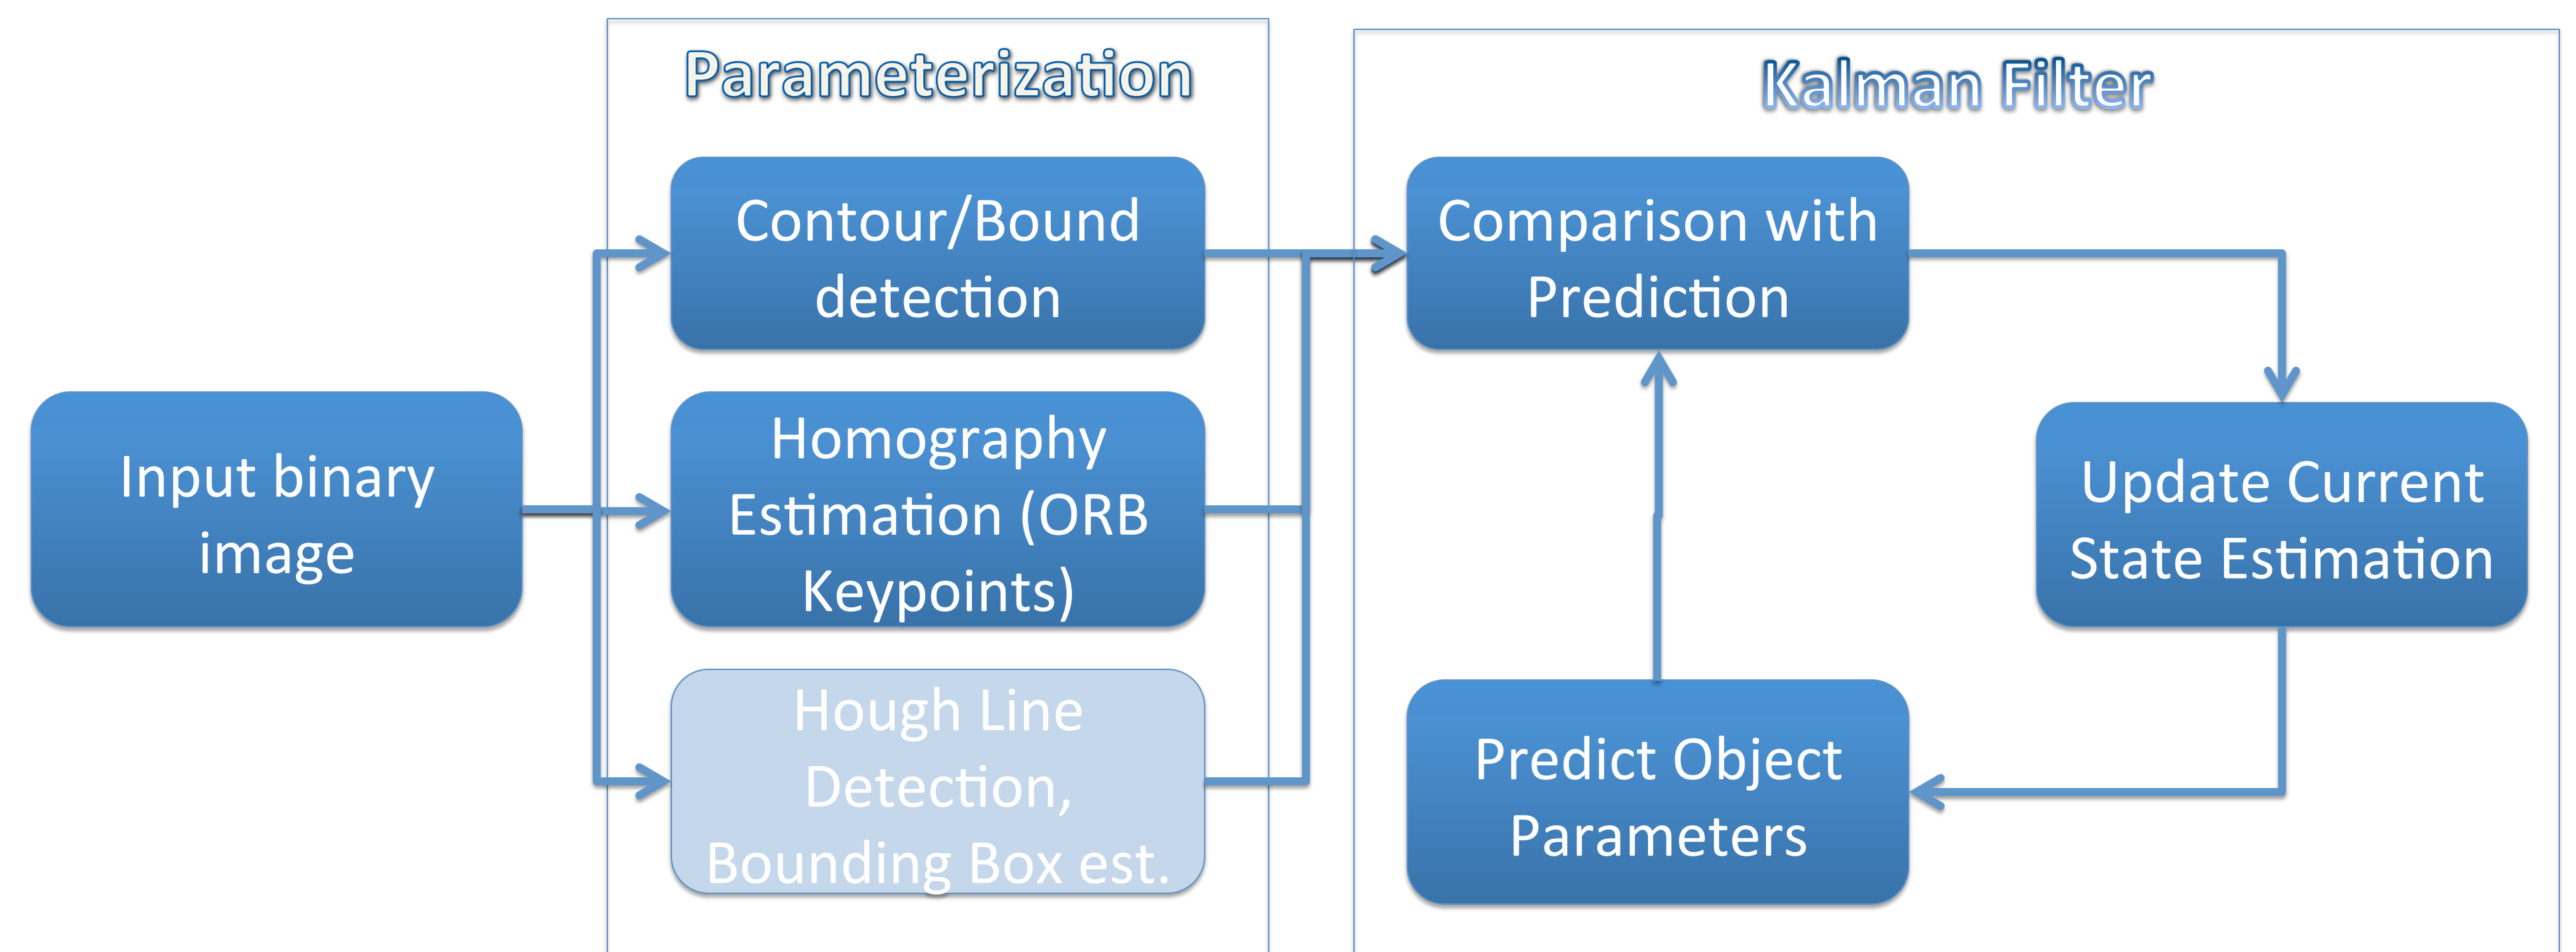 Parameterization
Kalman Filter
Input binary
image
Contour/Bound
detection
Homography
Estimation (ORB
Keypoints)
Hough Line
Detection,
Bounding Box est.
Comparison with
Prediction
Update Current
State Estimation
Predict Object
Parameters